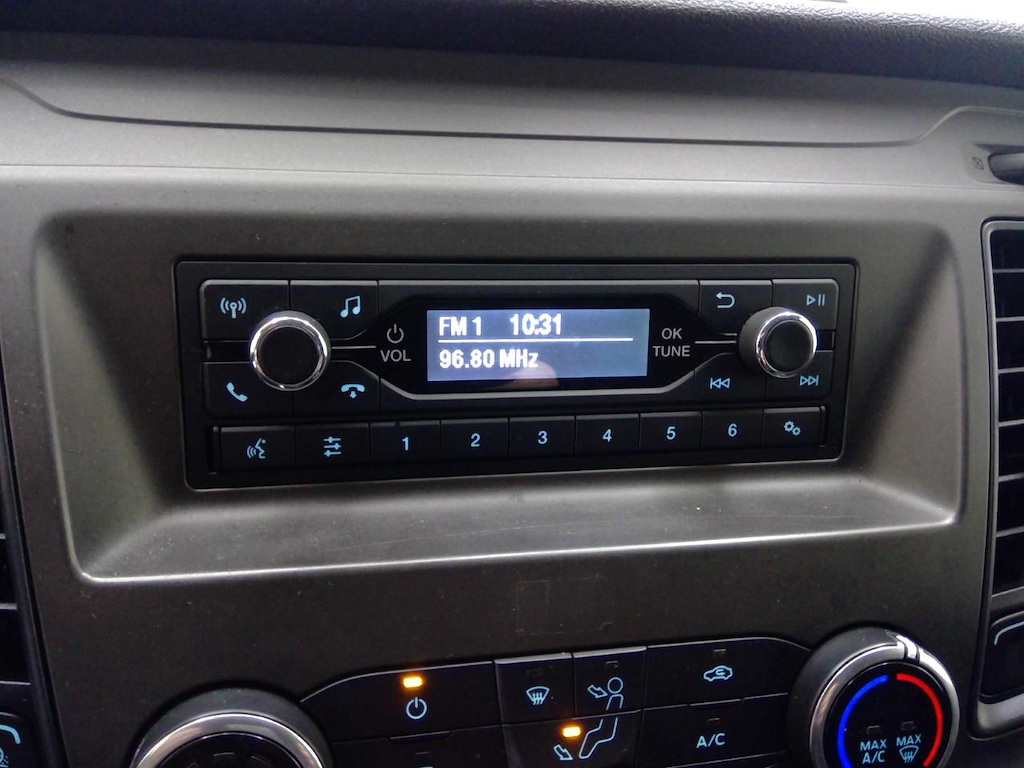 FM 1 10:31
96.80 MHz
VOL
OK
TUNE
1 2 3 4 5 6
A/C
MAX
A/C
MAX